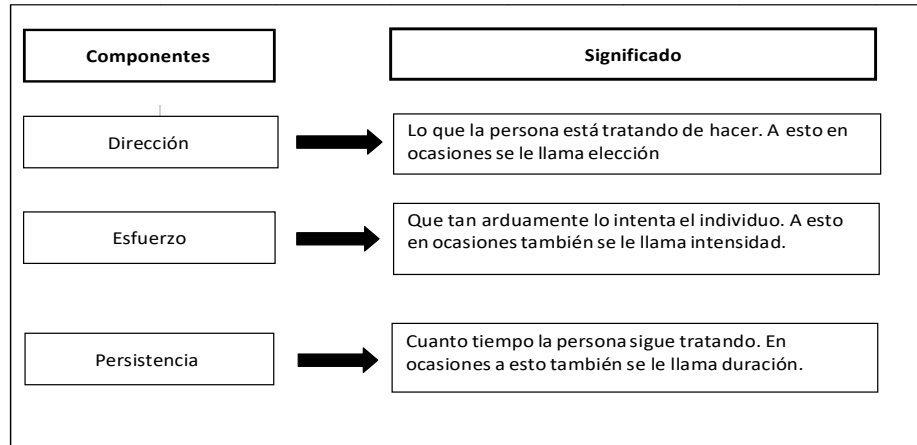 Componentes
Significado
Dirección
Lo que la persona está tratando de hacer. A esto en
ocasiones se le llama elección
Esfuerzo
Que tan arduamente lo intenta el individuo. A esto
en ocasiones también se le llama intensidad.
Persistencia
Cuanto tiempo la persona sigue tratando. En
ocasiones a esto también se le llama duración.